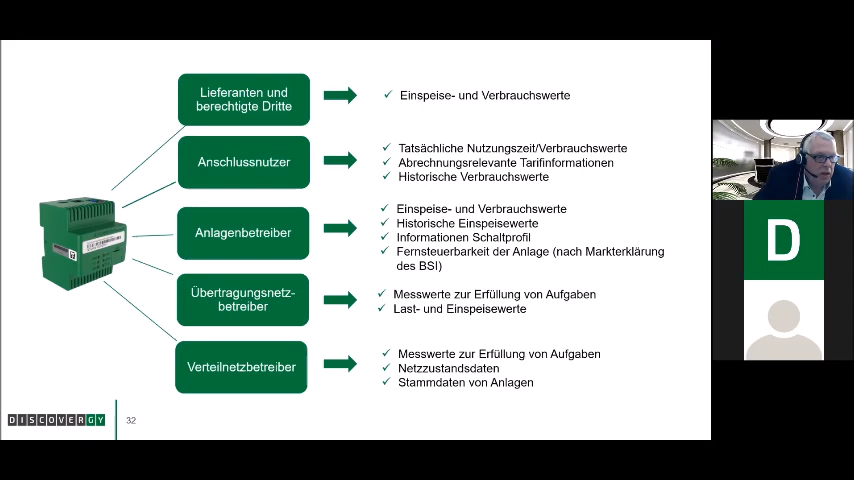 Lieferanten und
berechtigte Dritte
Einspeise- und Verbrauchswerte
Anschlussnutzer
Tatsächliche Nutzungszeit/Verbrauchswerte
Abrechnungsrelevante Tarifinformationen
Historische Verbrauchswerte
Anlagenbetreiber
Einspeise- und Verbrauchswerte
Historische Einspeisewerte
Informationen Schaltprofil
Fernsteuerbarkeit der Anlage (nach Markterklärung
des BSI)
Übertragungsnetz-
betreiber
Messwerte zur Erfüllung von Aufgaben
Last- und Einspeisewerte
Verteilnetzbetreiber
Messwerte zur Erfüllung von Aufgaben
Netzzustandsdaten
Stammdaten von Anlagen
DISCOVERGY
32
D